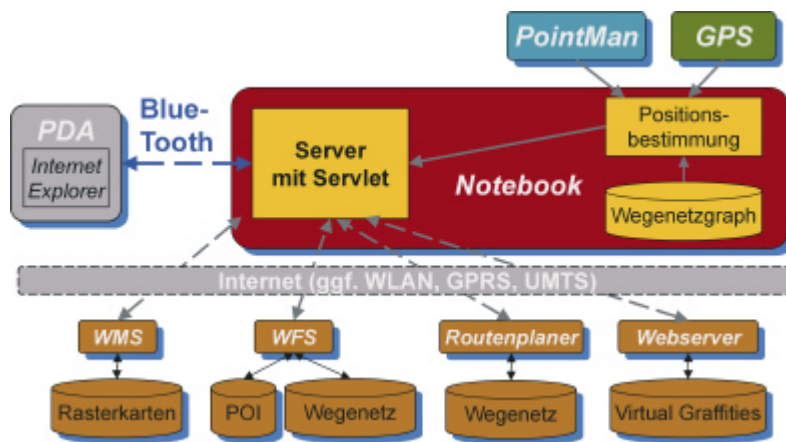 PointMan
GPS
Blue-
Tooth
PDA
Internet
Explorer
Server
mit Servlet
Positions-
bestimmung
Notebook
Wegenetzgraph
Internet (ggf. WLAN, GPRS, UMTS)
WMS
WFS
Routenplaner
Webserver
Rasterkarten
POI
Wegenetz
Wegenetz
Virtual Graffities